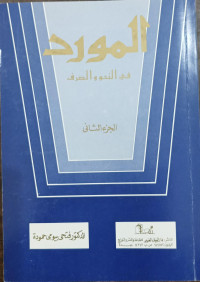 المورد
في النحو والصرف
الجزء الثاني
الدكتور فتحي بيومي حمودة